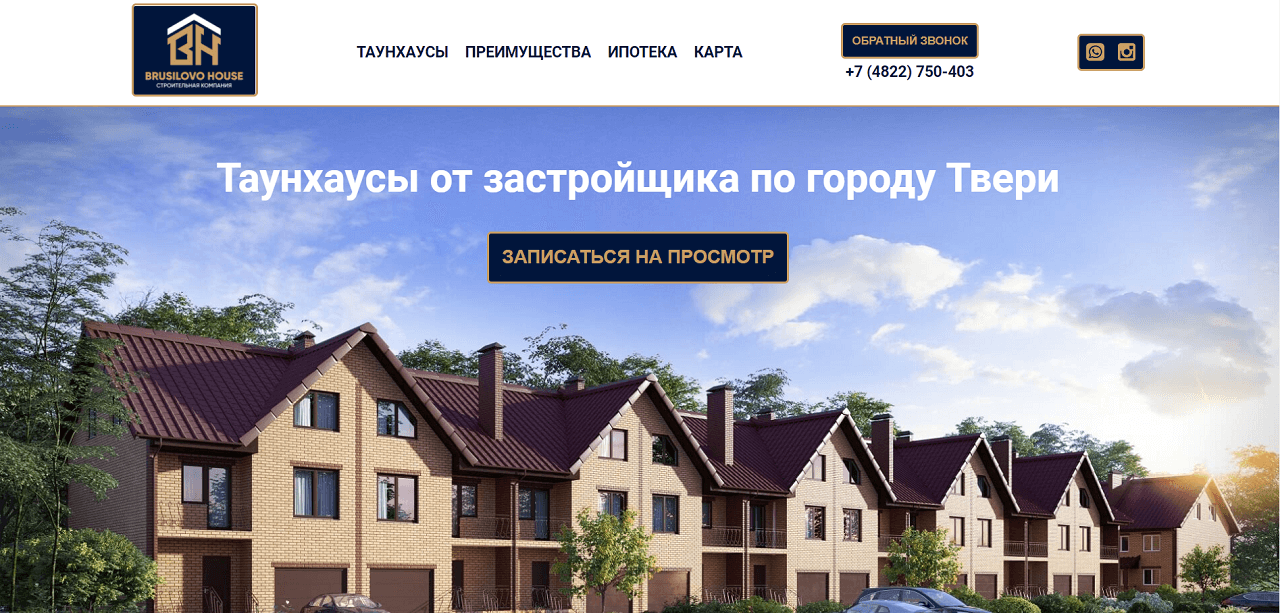 BRUSILOVO HOUSE
СТРОИТЕЛЬНАЯ КОМПАНИЯ
ТАУНХАУСЫ ПРЕИМУЩЕСТВА ИПОТЕКА КАРТА
ОБРАТНЫЙ ЗВОНОК
+7 (4822) 750-403
Таунхаусы от застройщика по городу Твери
ЗАПИСАТЬСЯ НА ПРОСМОТР